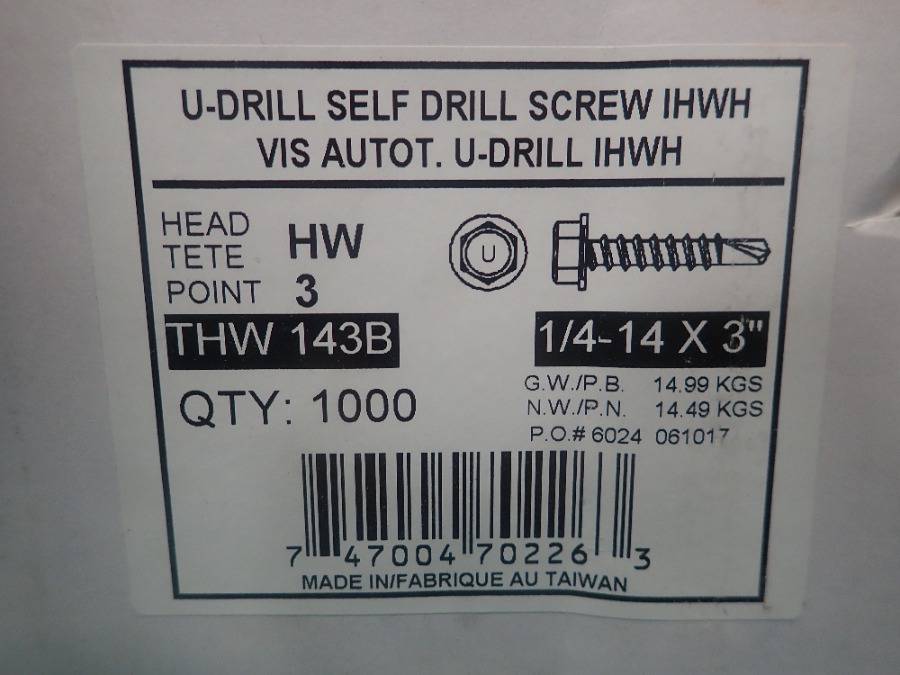 U-DRILL SELF DRILL SCREW IHWH
VIS AUTOT. U-DRILL IHWH
HEAD
TETE HW
POINT 3
U
THW 143B
1/4-14 X 3"
QTY: 1000
G.W./P.B. 14.99 KGS
N.W./P.N. 14.49 KGS
P.O.# 6024 061017
7 47004 70226 3
MADE IN/FABRIQUE AU TAIWAN